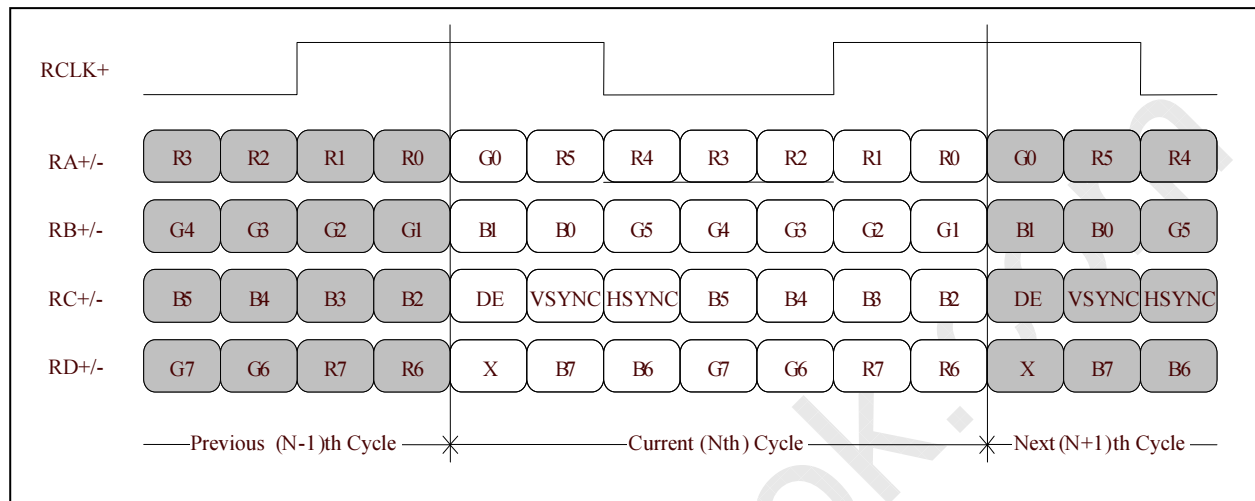 RCLK+
RA+/- R3 R2 R1 R0 G0 R5 R4 R3 R2 R1 R0 G0 R5 R4
RB+/- G4 G3 G2 G1 B1 B0 G5 G4 G3 G2 G1 B1 B0 G5
RC+/- B5 B4 B3 B2 DE VSYNC HSYNC B5 B4 B3 B2 DE VSYNC HSYNC
RD+/- G7 G6 R7 R6 X B7 B6 G7 G6 R7 R6 X B7 B6
Previous (N-1)th Cycle Current (Nth) Cycle Next (N+1)th Cycle